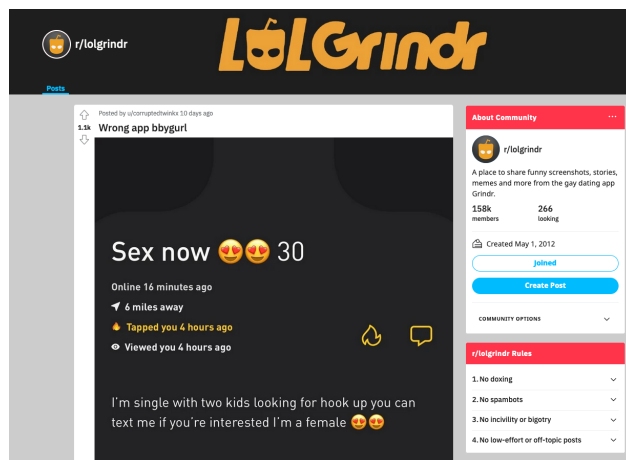 r/lolgrindr
LOLGrindr
Posts
Posted by u/corruptedtwinkx 10 days ago
1.1k
Wrong app bbygurl
Sex now 😍😍 30
Online 16 minutes ago
6 miles away
Tapped you 4 hours ago
Viewed you 4 hours ago
I'm single with two kids looking for hook up you can
text me if you're interested I'm a female 😍😍
About Community
r/lolgrindr
A place to share funny screenshots, stories,
memes and more from the gay dating app
Grindr.
158k 266
members looking
Created May 1, 2012
Joined
Create Post
COMMUNITY OPTIONS
r/lolgrindr Rules
1. No doxing
2. No spambots
3. No incivility or bigotry
4. No low-effort or off-topic posts